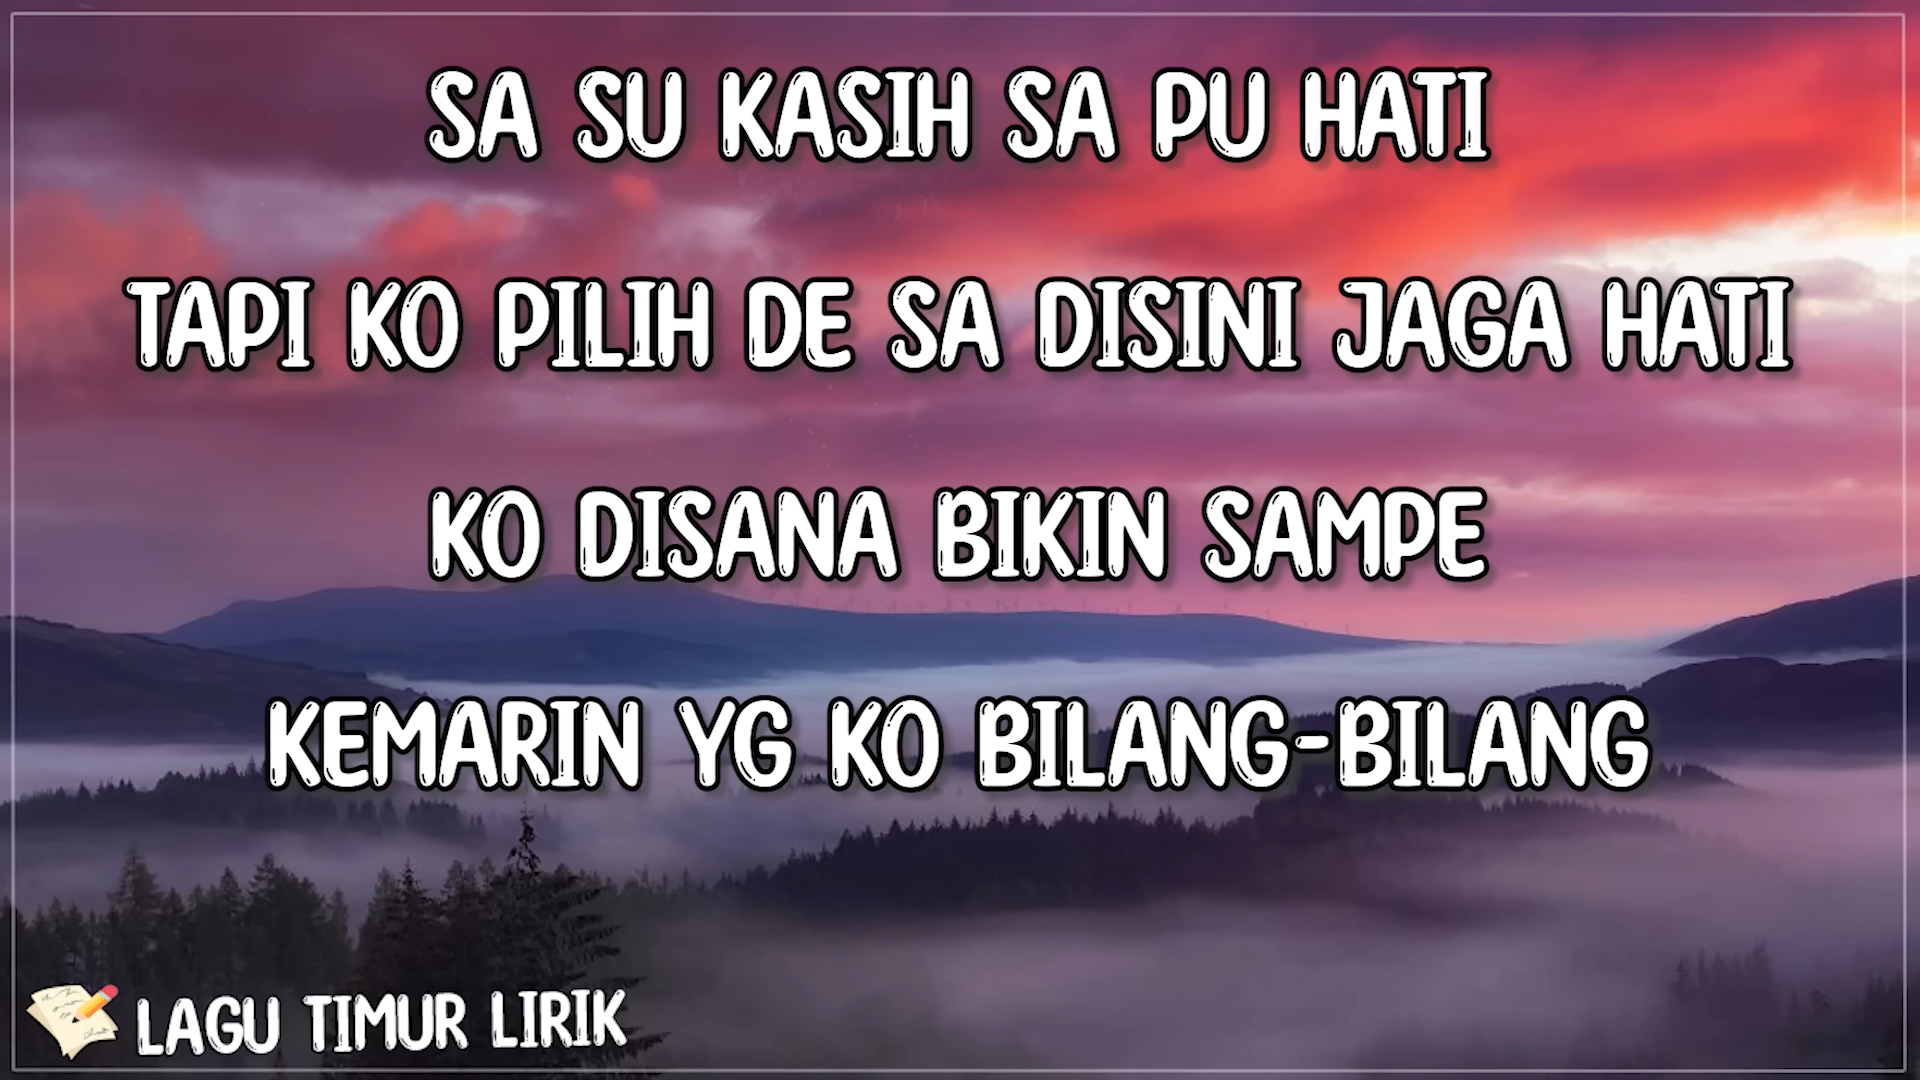 SA SU KASIH SA PU HATI
TAPI KO PILIH DE SA DISINI JAGA HATI
KO DISANA BIKIN SAMPE
KEMARIN YG KO BILANG-BILANG
LAGU TIMUR LIRIK